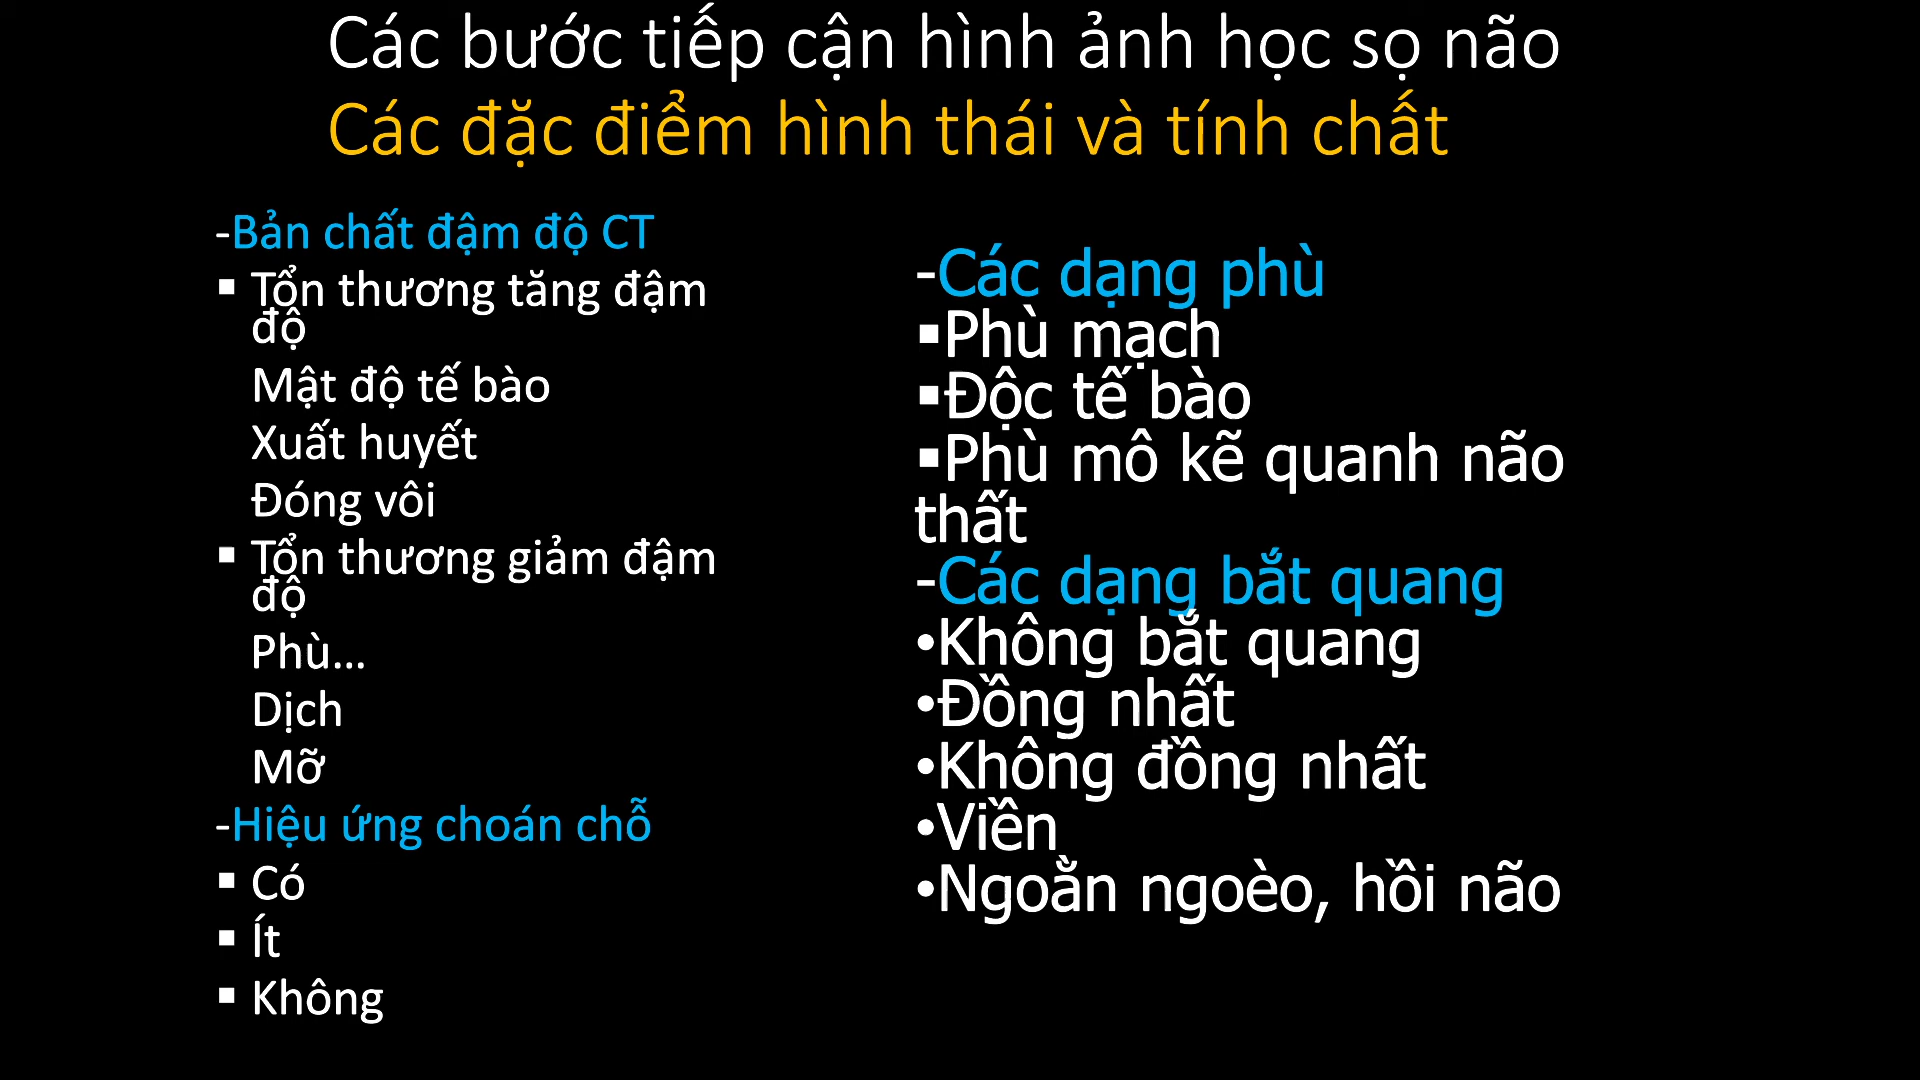 Các bước tiếp cận hình ảnh học sọ não
Các đặc điểm hình thái và tính chất
-Bản chất đậm độ CT
▪ Tổn thương tăng đậm
độ
Mật độ tế bào
Xuất huyết
Đóng vôi
▪ Tổn thương giảm đậm
độ
Phù...
Dịch
Mỡ
-Hiệu ứng choán chỗ
▪ Có
▪ Ít
▪ Không
-Các dạng phù
▪Phù mạch
▪Độc tế bào
▪Phù mô kẽ quanh não
thất
-Các dạng bắt quang
•Không bắt quang
•Đồng nhất
•Không đồng nhất
•Viền
•Ngoằn ngoèo, hồi não